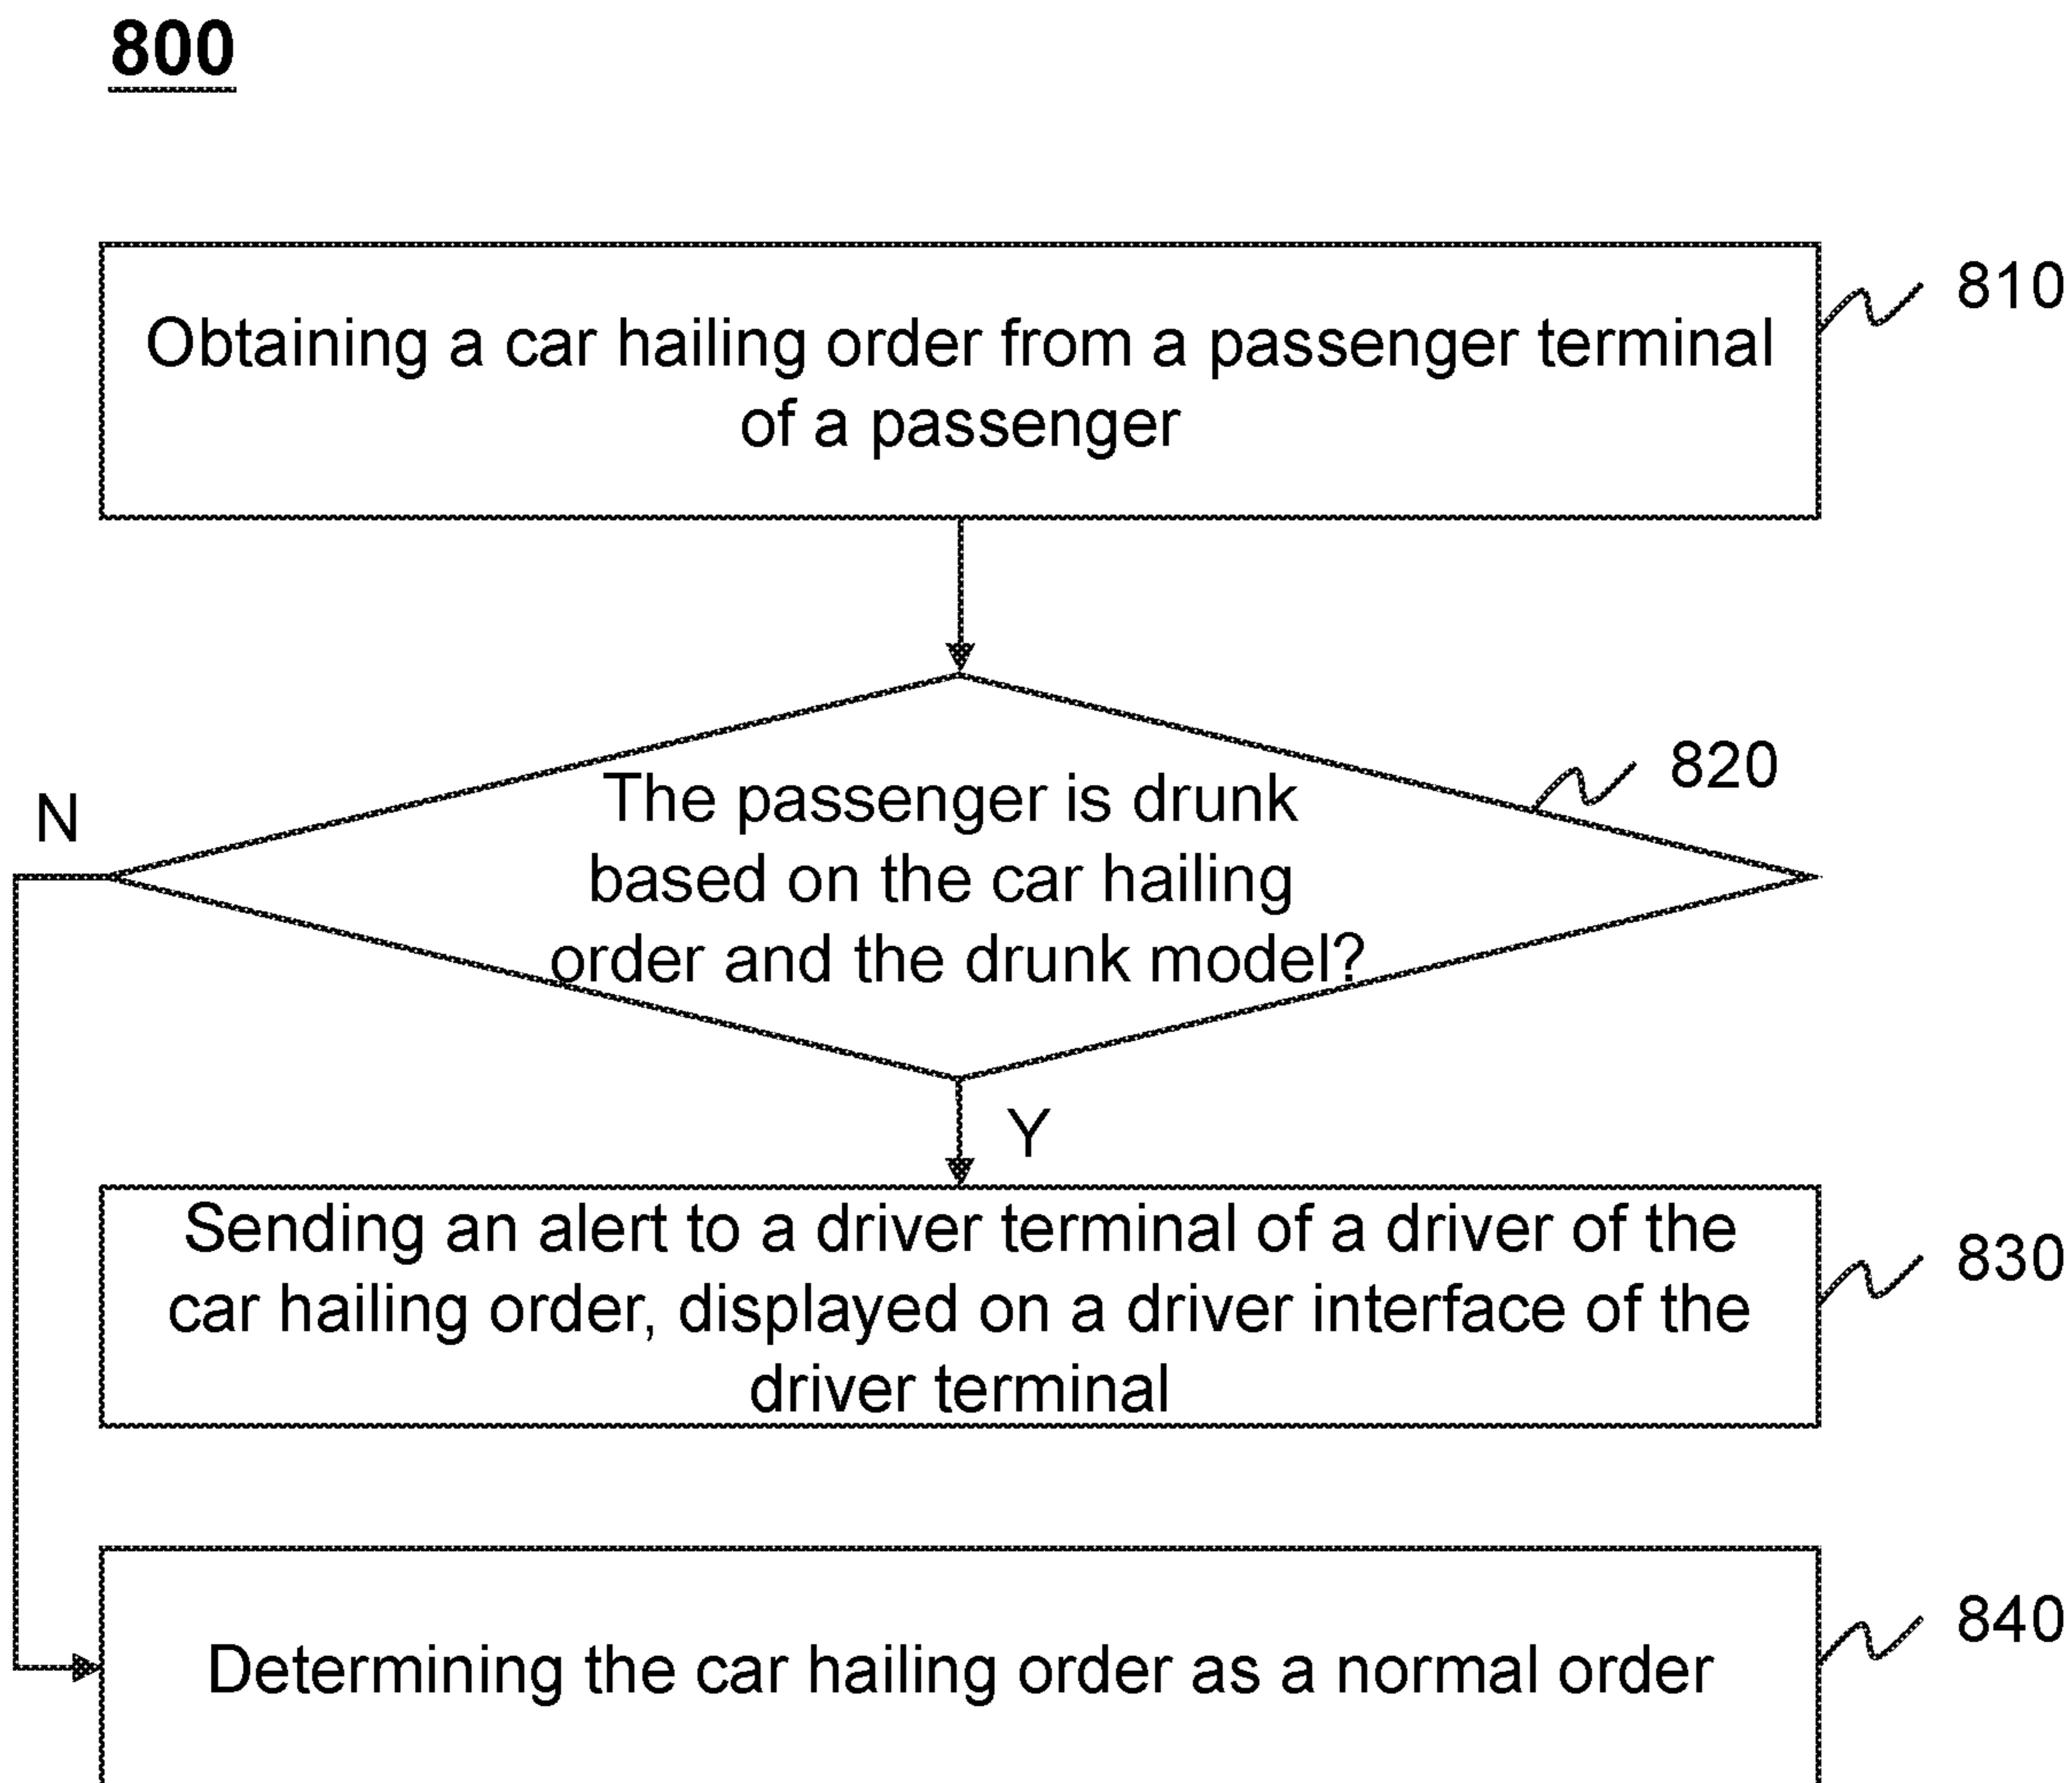 800
810
Obtaining a car hailing order from a passenger terminal
of a passenger
820
N
The passenger is drunk
based on the car hailing
order and the drunk model?
Y
830
Sending an alert to a driver terminal of a driver of the
car hailing order, displayed on a driver interface of the
driver terminal
840
Determining the car hailing order as a normal order